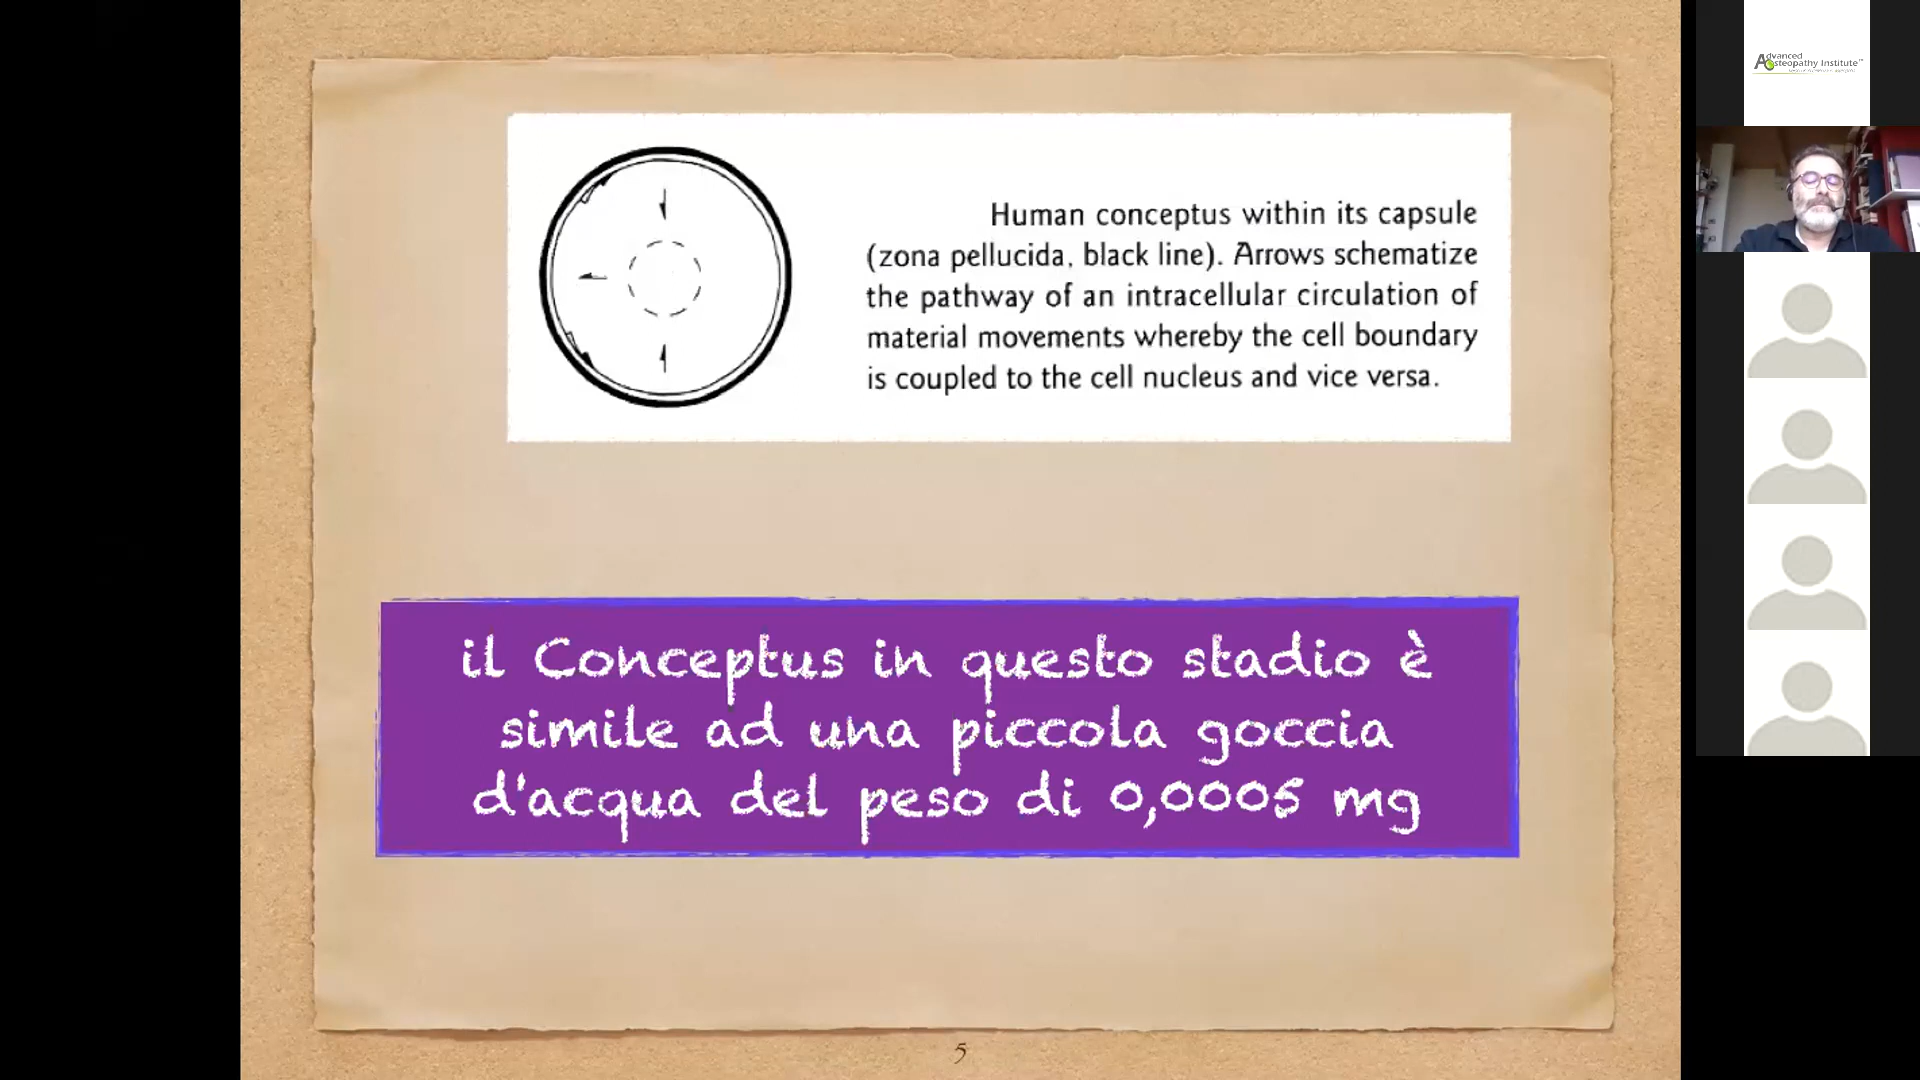 Human conceptus within its capsule
(zona pellucida, black line). Arrows schematize
the pathway of an intracellular circulation of
material movements whereby the cell boundary
is coupled to the cell nucleus and vice versa.
il Conceptus in questo stadio è
simile ad una piccola goccia
d'acqua del peso di 0,0005 mg
5
Advanced
Osteopathy Institute™